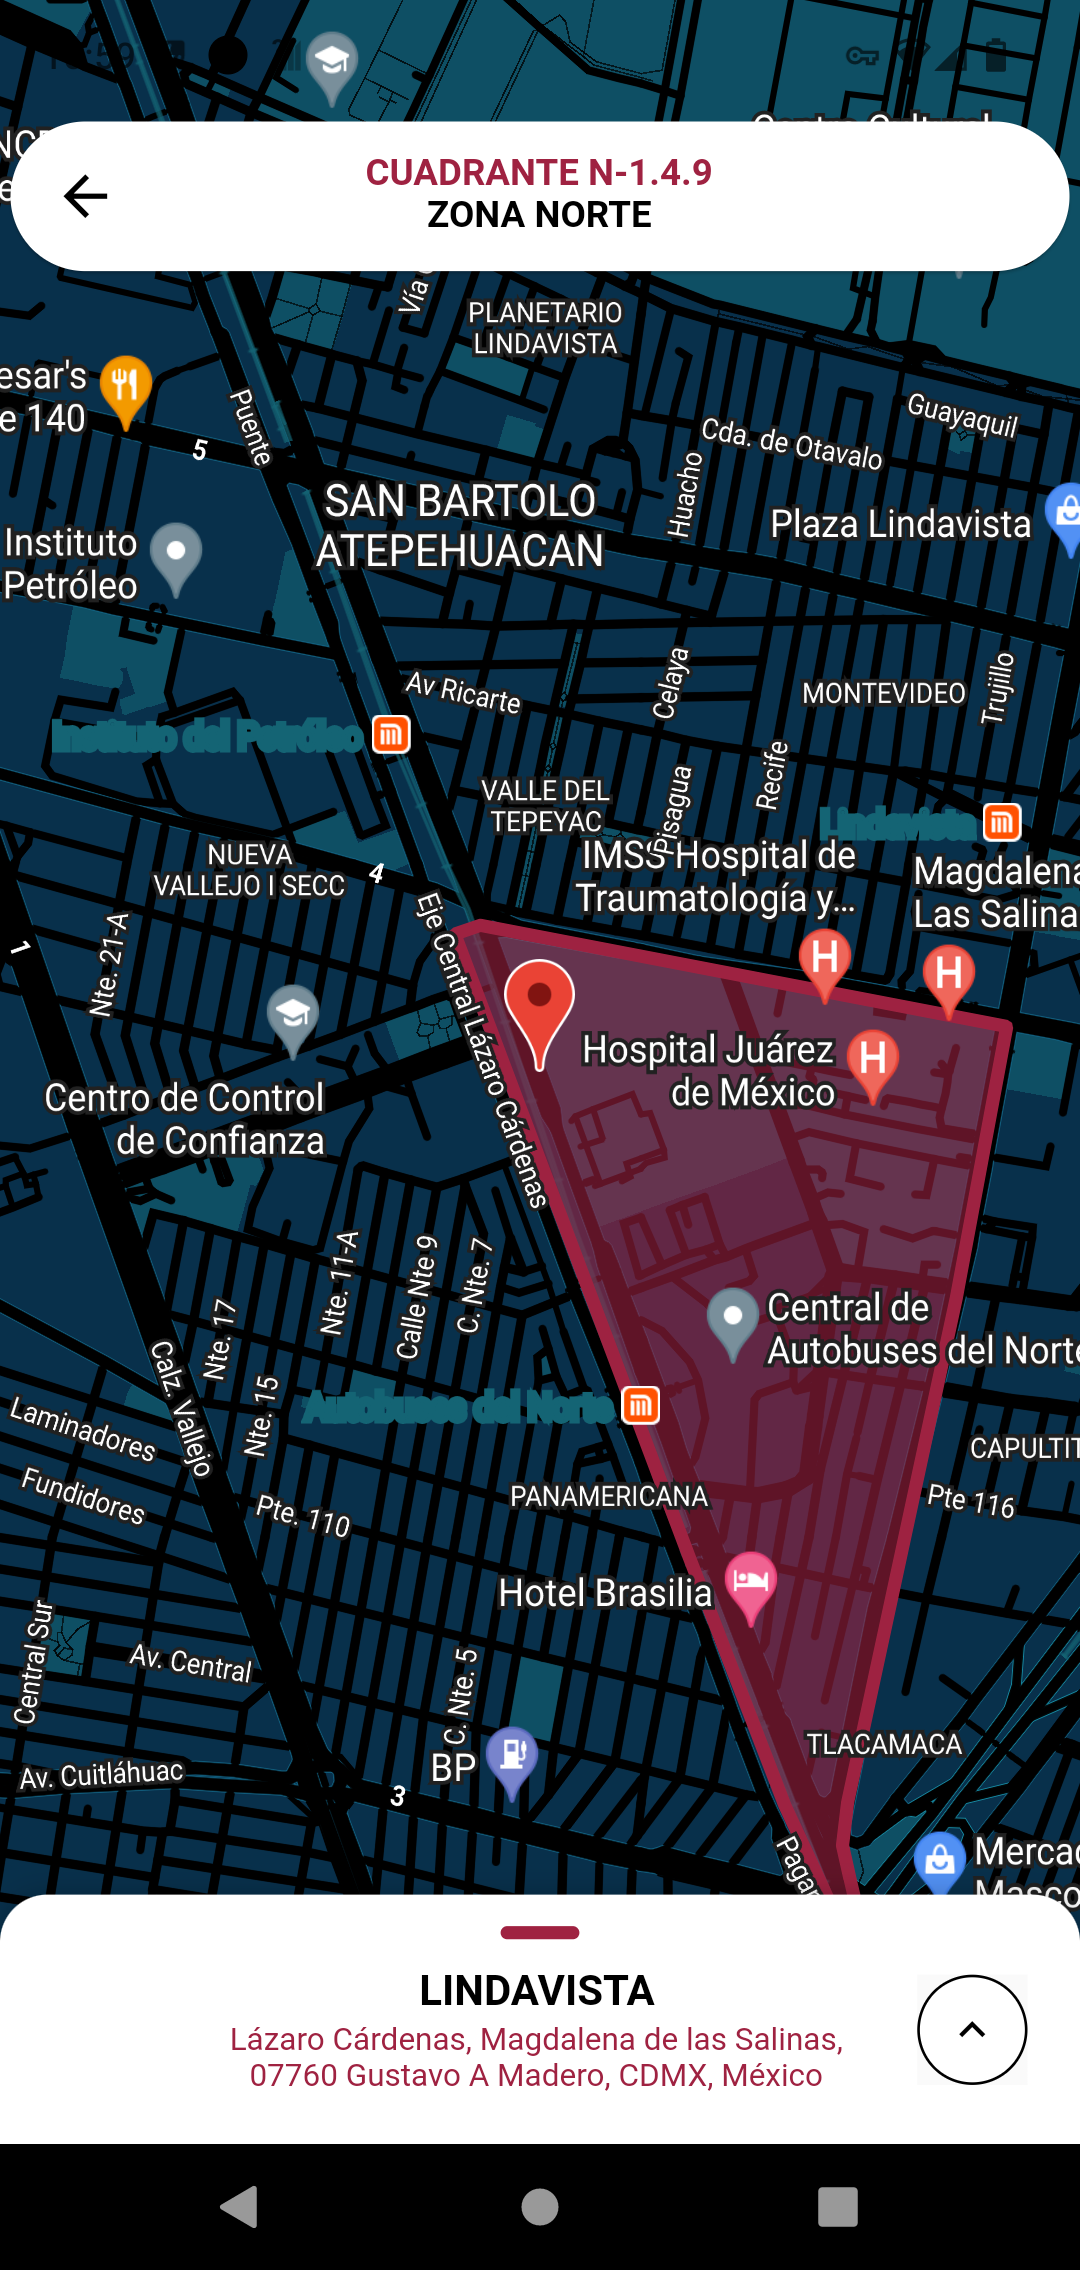 CUADRANTE N-1.4.9
ZONA NORTE
PLANETARIO
LINDAVISTA
Vía
esar's
e 140
Puente
5
Guayaquil
Cda. de Otavalo
Huacho
SAN BARTOLO
ATEPEHUACAN
Plaza Lindavista
Instituto
Petróleo
Av Ricarte
Celaya
MONTEVIDEO
Trujillo
Instituto del Petróleo
Recife
VALLE DEL
TEPEYAC
Pisagua
Lindavista
NUEVA
VALLEJO I SECC
4
IMSS Hospital de
Traumatología y...
Magdalena
Las Salina
Eje Central Lázaro Cárdenas
Nte. 21-A
1
Hospital Juárez
de México
Centro de Control
de Confianza
Nte. 11-A
Calle Nte 9
C. Nte. 7
Nte. 17
Central de
Autobuses del Norte
Calz. Vallejo
Nte. 15
Autobuses del Norte
Laminadores
CAPULTIT
Fundidores
Pte. 110
PANAMERICANA
Pte 116
Hotel Brasilia
Central Sur
Av. Central
C. Nte. 5
TLACAMACA
BP
Av. Cuitláhuac
3
Paga
Merca
Masco
LINDAVISTA
Lázaro Cárdenas, Magdalena de las Salinas,
07760 Gustavo A Madero, CDMX, México